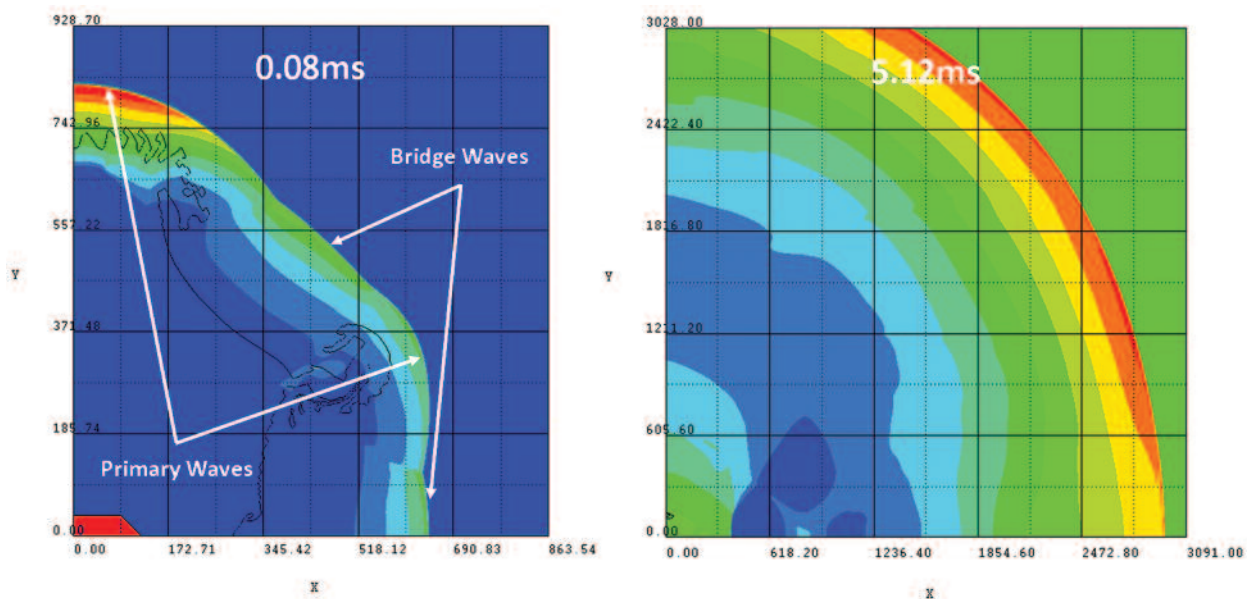 928.70
0.08ms
742.96
Bridge Waves
557.22
Y
371.48
185.74
Primary Waves
0.00
0.00 172.71 345.42 518.12 690.83 863.54
X
3028.00
5.12ms
2422.40
1816.80
Y
1211.20
605.60
0.00
0.00 618.20 1236.40 1854.60 2472.80 3091.00
X